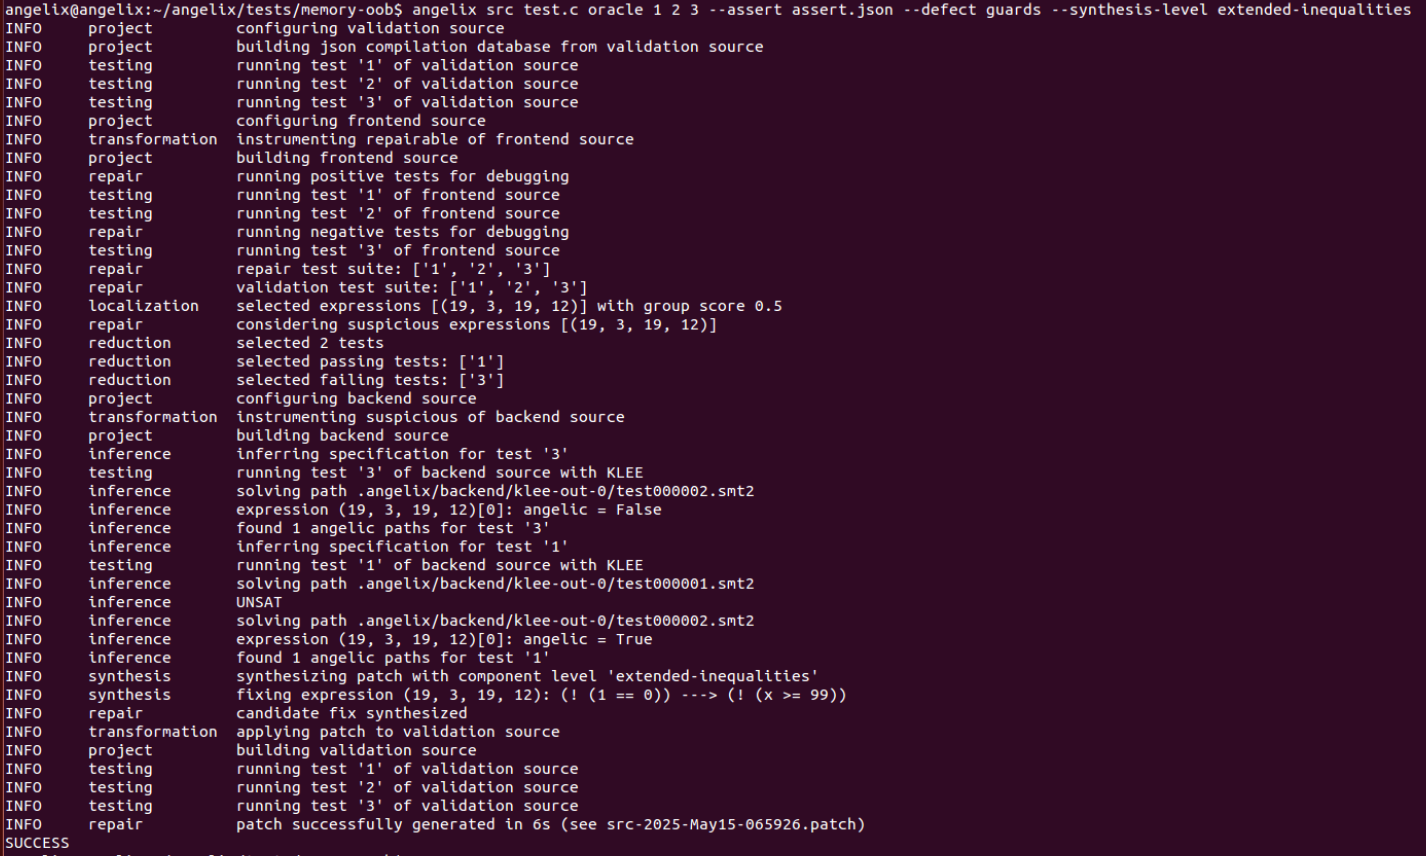 angelix@angelix:~/angelix/tests/memory-oob$ angelix src test.c oracle 1 2 3 --assert assert.json --defect guards --synthesis-level extended-inequalities
INFO project configuring validation source
INFO project building json compilation database from validation source
INFO testing running test '1' of validation source
INFO testing running test '2' of validation source
INFO testing running test '3' of validation source
INFO project configuring frontend source
INFO transformation instrumenting repairable of frontend source
INFO project building frontend source
INFO repair running positive tests for debugging
INFO testing running test '1' of frontend source
INFO testing running test '2' of frontend source
INFO repair running negative tests for debugging
INFO testing running test '3' of frontend source
INFO repair repair test suite: ['1', '2', '3']
INFO repair validation test suite: ['1', '2', '3']
INFO localization selected expressions [(19, 3, 19, 12)] with group score 0.5
INFO repair considering suspicious expressions [(19, 3, 19, 12)]
INFO reduction selected 2 tests
INFO reduction selected passing tests: ['1']
INFO reduction selected failing tests: ['3']
INFO project configuring backend source
INFO transformation instrumenting suspicious of backend source
INFO project building backend source
INFO inference inferring specification for test '3'
INFO testing running test '3' of backend source with KLEE
INFO inference solving path .angelix/backend/klee-out-0/test000002.smt2
INFO inference expression (19, 3, 19, 12)[0]: angelic = False
INFO inference found 1 angelic paths for test '3'
INFO inference inferring specification for test '1'
INFO testing running test '1' of backend source with KLEE
INFO inference solving path .angelix/backend/klee-out-0/test000001.smt2
INFO inference UNSAT
INFO inference solving path .angelix/backend/klee-out-0/test000002.smt2
INFO inference expression (19, 3, 19, 12)[0]: angelic = True
INFO inference found 1 angelic paths for test '1'
INFO synthesis synthesizing patch with component level 'extended-inequalities'
INFO synthesis fixing expression (19, 3, 19, 12): (! (1 == 0)) ---> (! (x >= 99))
INFO repair candidate fix synthesized
INFO transformation applying patch to validation source
INFO project building validation source
INFO testing running test '1' of validation source
INFO testing running test '2' of validation source
INFO testing running test '3' of validation source
INFO repair patch successfully generated in 6s (see src-2025-May15-065926.patch)
SUCCESS